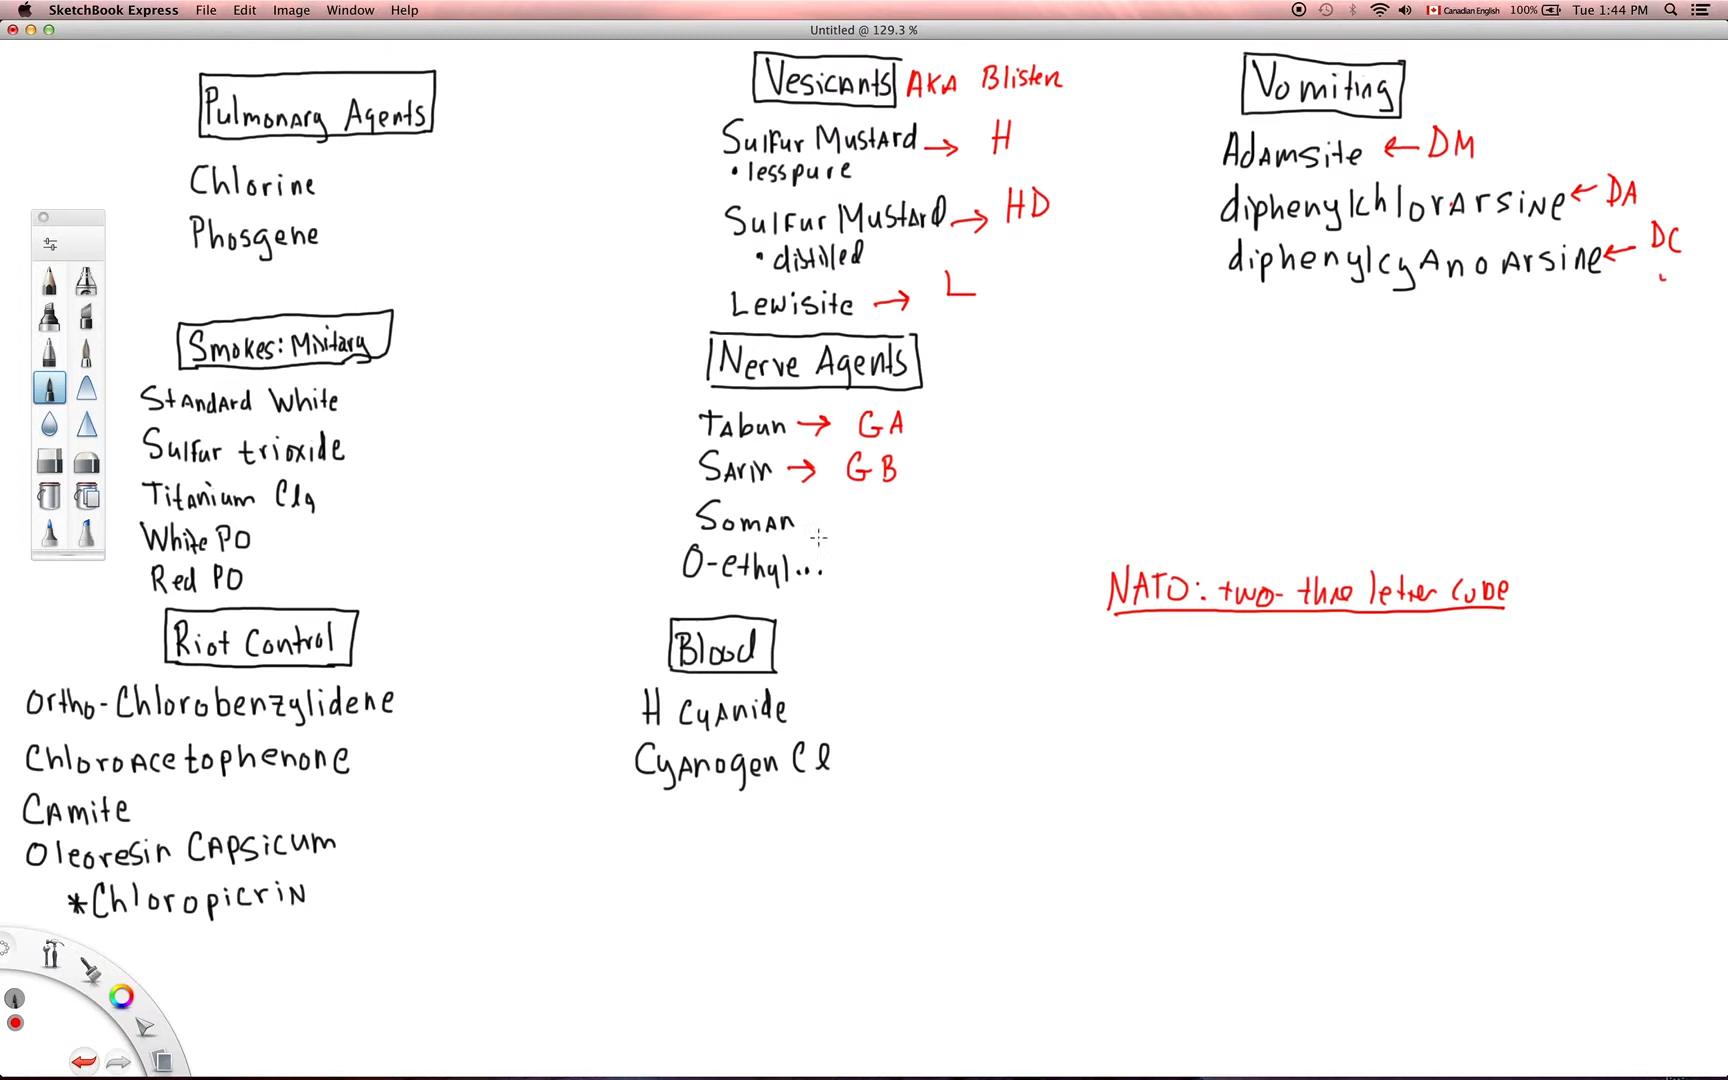 SketchBook Express File Edit Image Window Help
Canadian English 100% Tue 1:44 PM
Untitled @ 129.3 %
Pulmonary Agents
Chlorine
Phosgene
Smokes: Military
Standard White
Sulfur trioxide
Titanium Cl4
White PO
Red PO
Riot Control
Ortho-Chlorobenzylidene
Chloroacetophenone
Camite
Oleoresin Capsicum
*Chloropicrin
Vesicants AKA Blister
Sulfur Mustard → H
• less pure
Sulfur Mustard → HD
• distilled
Lewisite → L
Nerve Agents
Tabun → GA
Sarin → GB
Soman
O-ethyl...
Blood
H Cyanide
Cyanogen Cl
Vomiting
Adamsite ← DM
diphenylchlorarsine ← DA
diphenylcyanoarsine ← DC
NATO: two- three letter code